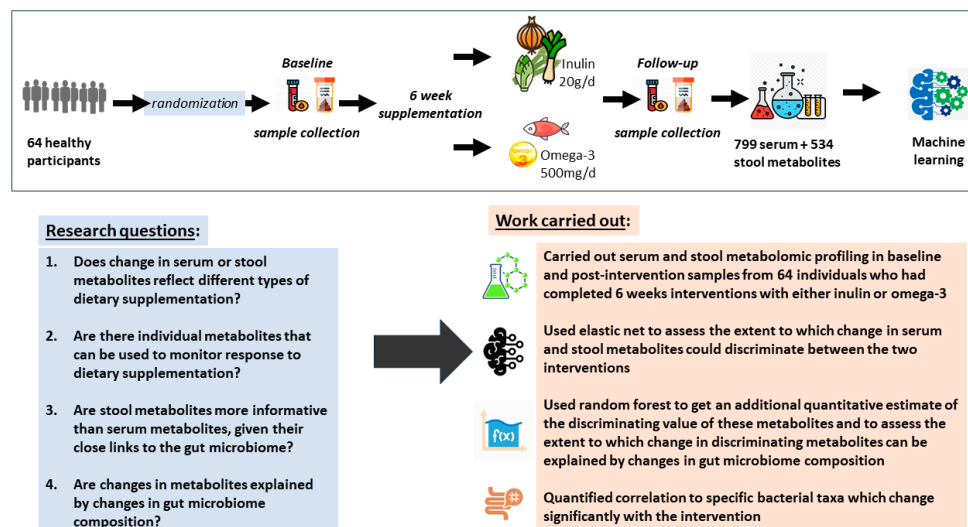 64 healthy
participants
randomization
Baseline
sample collection
6 week
supplementation
Inulin
20g/d
OMEGA
3
Omega-3
500mg/d
Follow-up
sample collection
799 serum + 534
stool metabolites
Machine
learning
Research questions:
1. Does change in serum or stool
metabolites reflect different types of
dietary supplementation?
2. Are there individual metabolites that
can be used to monitor response to
dietary supplementation?
3. Are stool metabolites more informative
than serum metabolites, given their
close links to the gut microbiome?
4. Are changes in metabolites explained
by changes in gut microbiome
composition?
Work carried out:
Carried out serum and stool metabolomic profiling in baseline
and post-intervention samples from 64 individuals who had
completed 6 weeks interventions with either inulin or omega-3
Used elastic net to assess the extent to which change in serum
and stool metabolites could discriminate between the two
interventions
f(x)
Used random forest to get an additional quantitative estimate of
the discriminating value of these metabolites and to assess the
extent to which change in discriminating metabolites can be
explained by changes in gut microbiome composition
Quantified correlation to specific bacterial taxa which change
significantly with the intervention